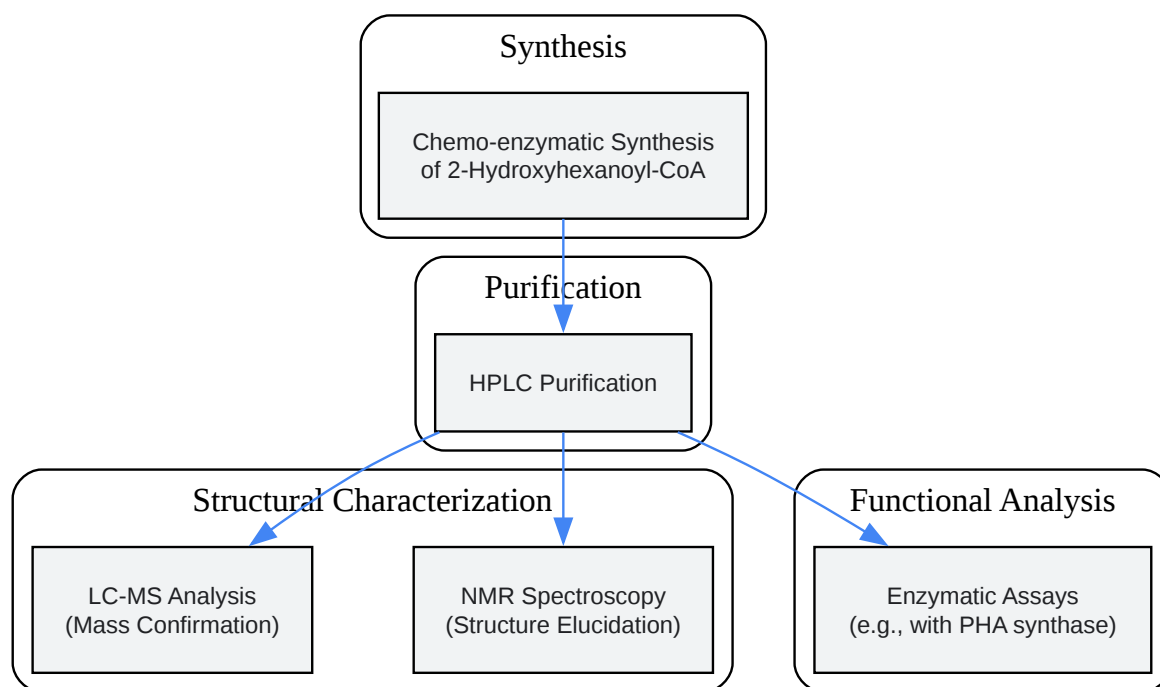 Synthesis
Chemo-enzymatic Synthesis
of 2-Hydroxyhexanoyl-CoA
Purification
HPLC Purification
Structural Characterization
LC-MS Analysis
(Mass Confirmation)
NMR Spectroscopy
(Structure Elucidation)
Functional Analysis
Enzymatic Assays
(e.g., with PHA synthase)